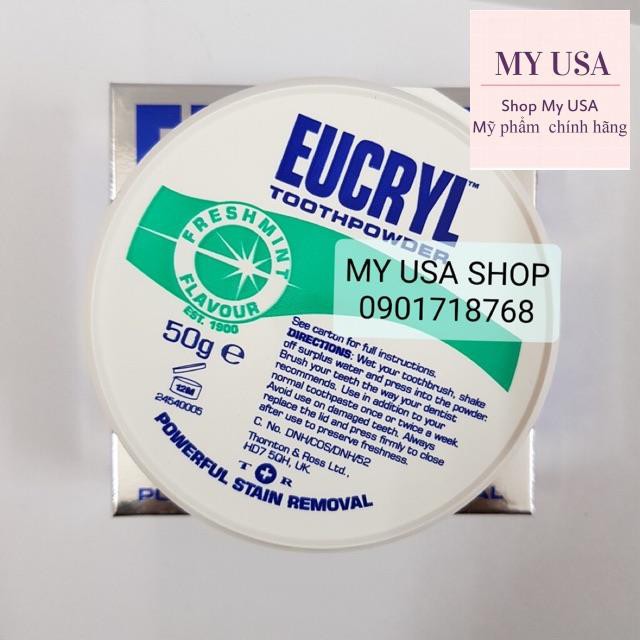 MY USA
Shop My USA
Mỹ phẩm chính hãng
EUCRYL™
TOOTHPOWDER
FRESHMINT
FLAVOUR
EST. 1900
MY USA SHOP
0901718768
50g e
12M
24540005
See carton for full instructions.
DIRECTIONS: Wet your toothbrush, shake
off surplus water and press into the powder.
Brush your teeth the way your dentist
recommends. Use in addition to your
normal toothpaste once or twice a week.
Avoid use on damaged teeth. Always
replace the lid and press firmly to close
after use to preserve freshness.
C. No. DNH/COS/DNH/52
Thornton & Ross Ltd.,
HD7 5QH, UK.
T R
POWERFUL STAIN REMOVAL